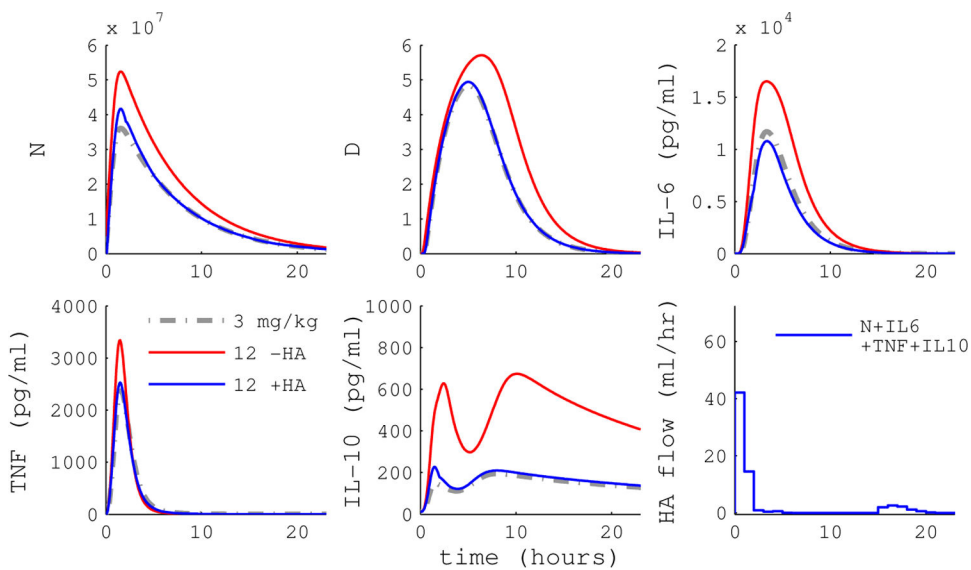 x 10^7
N
6
5
4
3
2
1
0
0 10 20
D
6
5
4
3
2
1
0
0 10 20
x 10^4
IL-6 (pg/ml)
2
1.5
1
0.5
0
0 10 20
TNF (pg/ml)
4000
3000
2000
1000
0
0 10 20
3 mg/kg
12 -HA
12 +HA
IL-10 (pg/ml)
1000
800
600
400
200
0
0 10 20
time (hours)
HA flow (ml/hr)
60
40
20
0
0 10 20
N+IL6
+TNF+IL10